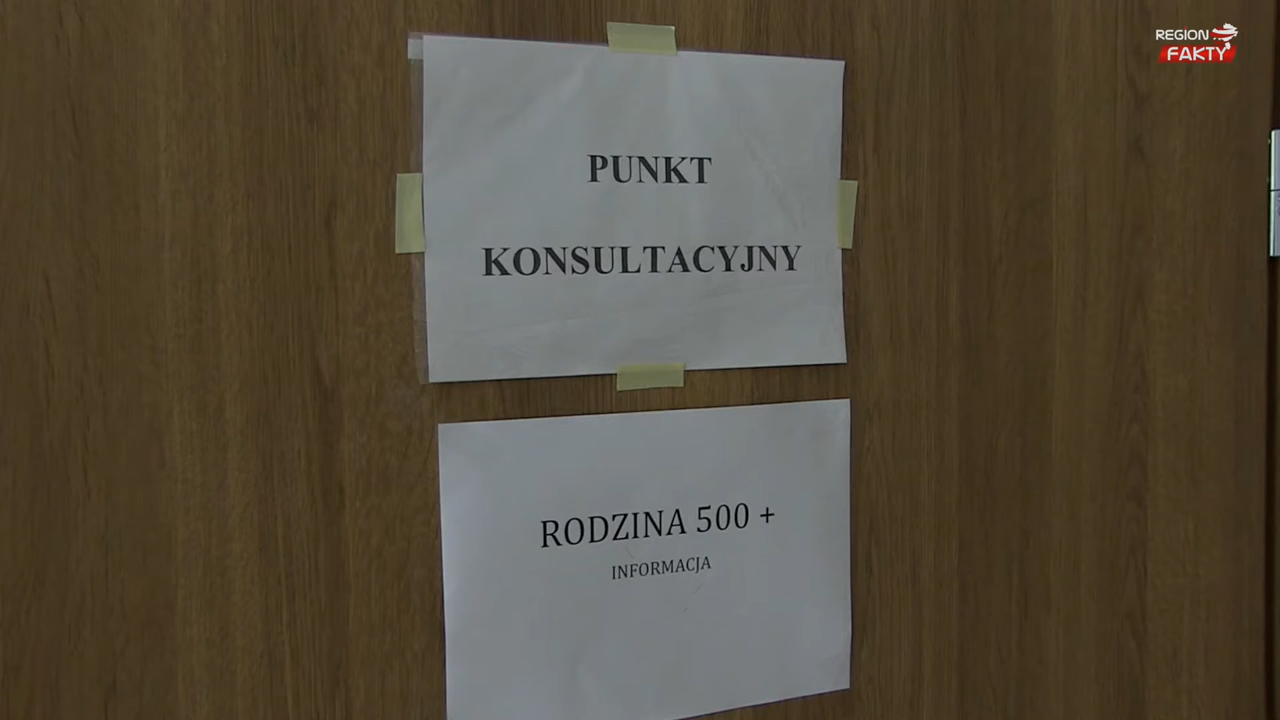 REGION
FAKTY
PUNKT
KONSULTACYJNY
RODZINA 500 +
INFORMACJA